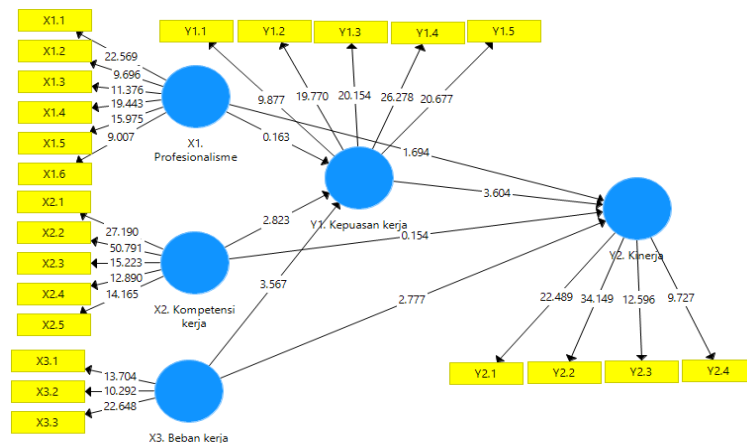 X1.1
X1.2
X1.3
X1.4
X1.5
X1.6
22.569
9.696
11.376
19.443
15.975
9.007
X1.
Profesionalisme
Y1.1
Y1.2
Y1.3
Y1.4
Y1.5
9.877
19.770
20.154
26.278
20.677
0.163
1.694
Y1. Kepuasan kerja
3.604
X2.1
X2.2
X2.3
X2.4
X2.5
27.190
50.791
15.223
12.890
14.165
2.823
0.154
X2. Kompetensi
kerja
3.567
2.777
Y2. Kinerja
22.489
34.149
12.596
9.727
Y2.1
Y2.2
Y2.3
Y2.4
X3.1
X3.2
X3.3
13.704
10.292
22.648
X3. Beban kerja